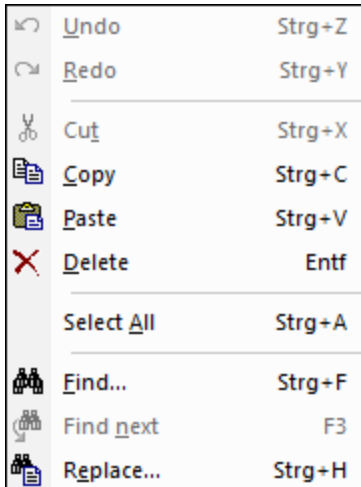 Undo Strg+Z
Redo Strg+Y
Cut Strg+X
Copy Strg+C
Paste Strg+V
Delete Entf
Select All Strg+A
Find... Strg+F
Find next F3
Replace... Strg+H